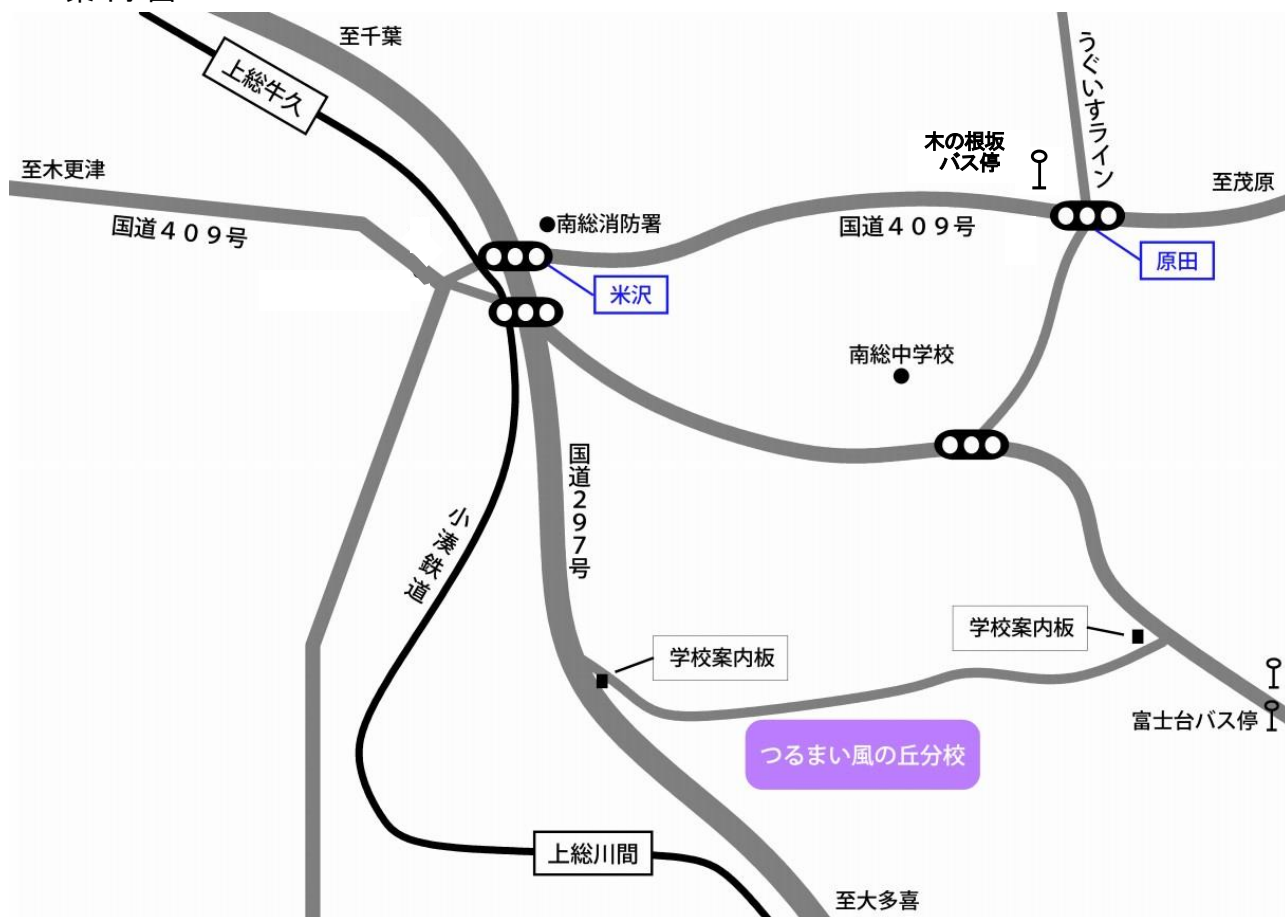 至千葉
上総牛久
うぐいすライン
木の根坂
バス停
至木更津
至茂原
国道409号
南総消防署
国道409号
原田
米沢
南総中学校
国道297号
小湊鉄道
学校案内板
学校案内板
富士台バス停
つるまい風の丘分校
上総川間
至大多喜